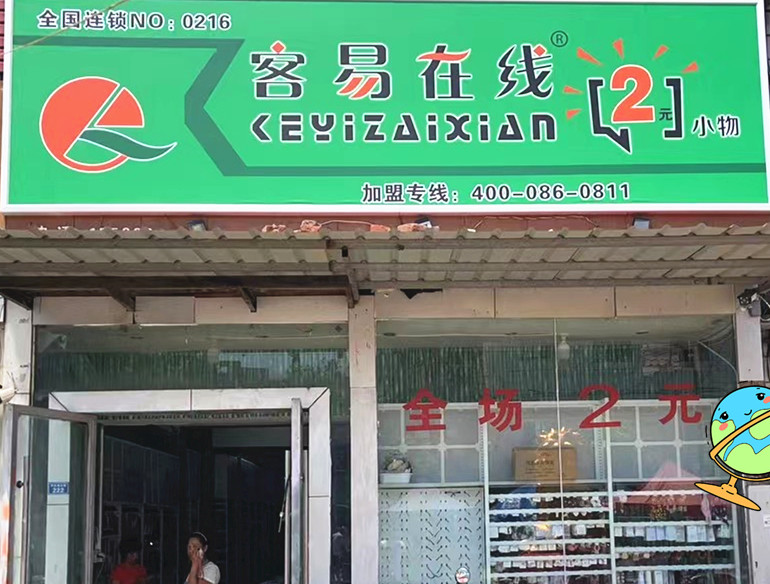 全国连锁NO：0216
客易在线®
KEYiZAiXiAN
2元
小物
加盟专线：400-086-0811
全场2元
222